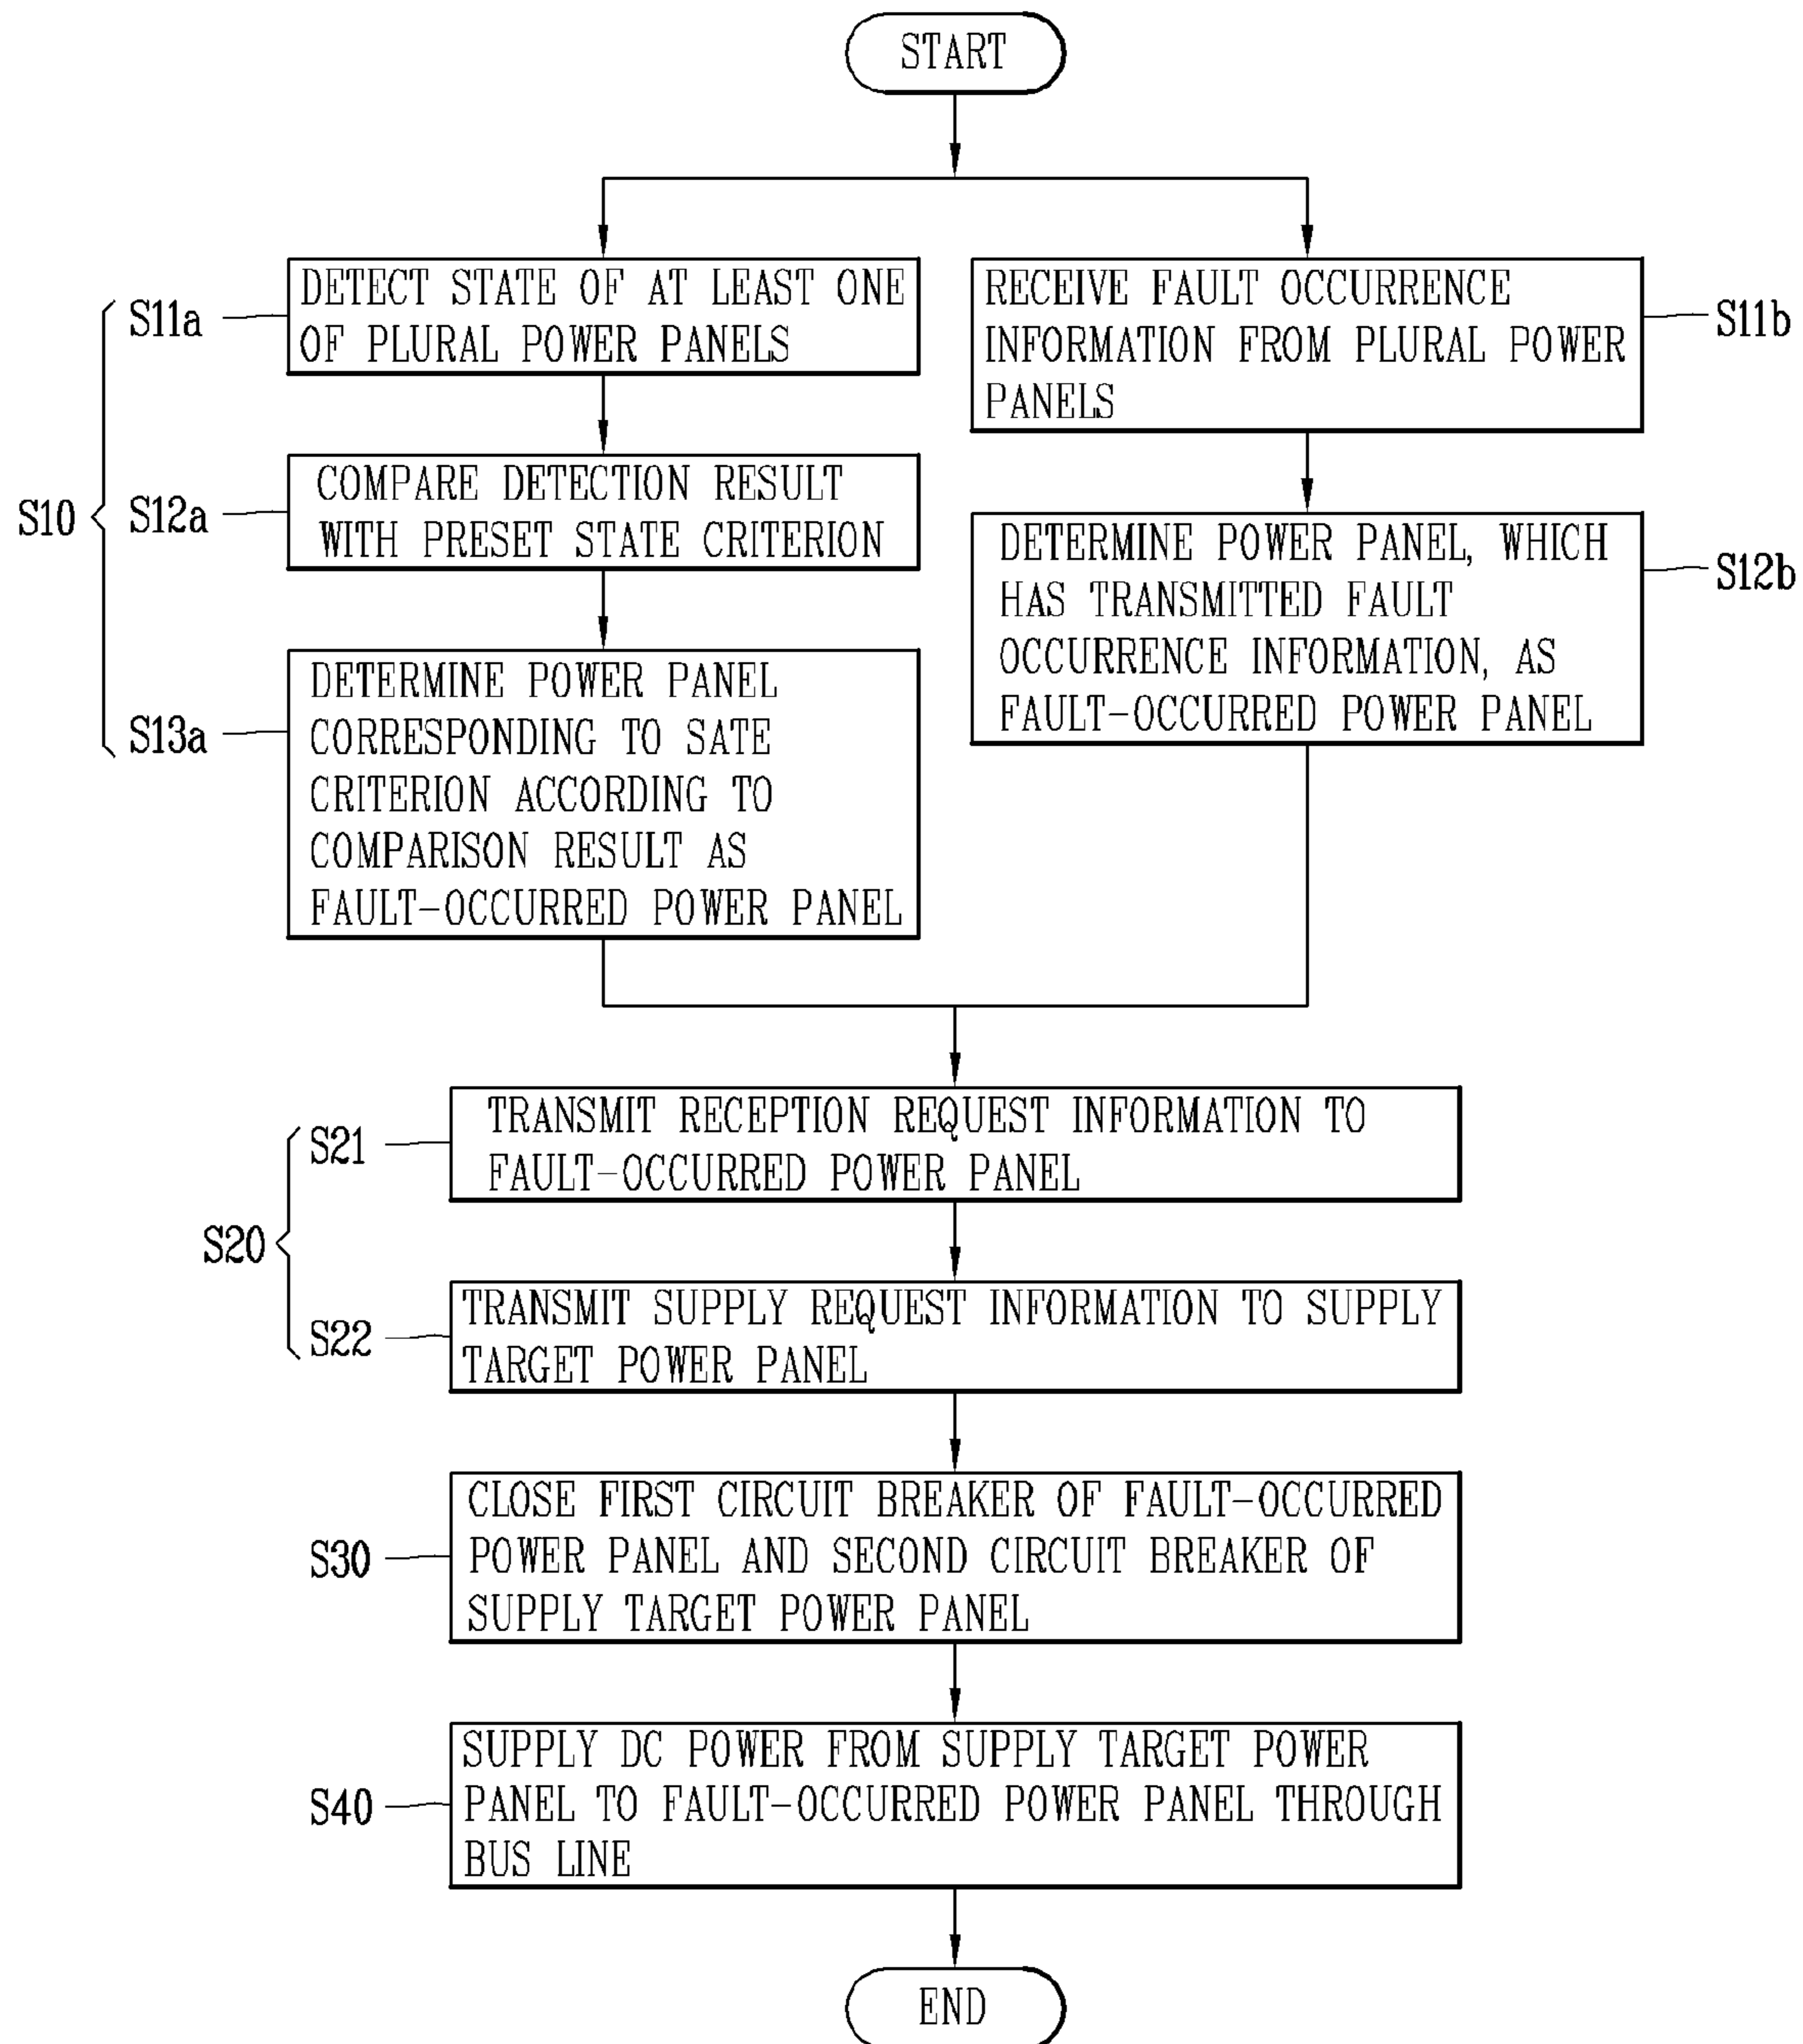 START
DETECT STATE OF AT LEAST ONE
OF PLURAL POWER PANELS
S11a
RECEIVE FAULT OCCURRENCE
INFORMATION FROM PLURAL POWER
PANELS
S11b
S10
S12a
COMPARE DETECTION RESULT
WITH PRESET STATE CRITERION
DETERMINE POWER PANEL, WHICH
HAS TRANSMITTED FAULT
OCCURRENCE INFORMATION, AS
FAULT-OCCURRED POWER PANEL
S12b
S13a
DETERMINE POWER PANEL
CORRESPONDING TO SATE
CRITERION ACCORDING TO
COMPARISON RESULT AS
FAULT-OCCURRED POWER PANEL
S20
S21
TRANSMIT RECEPTION REQUEST INFORMATION TO
FAULT-OCCURRED POWER PANEL
S22
TRANSMIT SUPPLY REQUEST INFORMATION TO SUPPLY
TARGET POWER PANEL
S30
CLOSE FIRST CIRCUIT BREAKER OF FAULT-OCCURRED
POWER PANEL AND SECOND CIRCUIT BREAKER OF
SUPPLY TARGET POWER PANEL
S40
SUPPLY DC POWER FROM SUPPLY TARGET POWER
PANEL TO FAULT-OCCURRED POWER PANEL THROUGH
BUS LINE
END